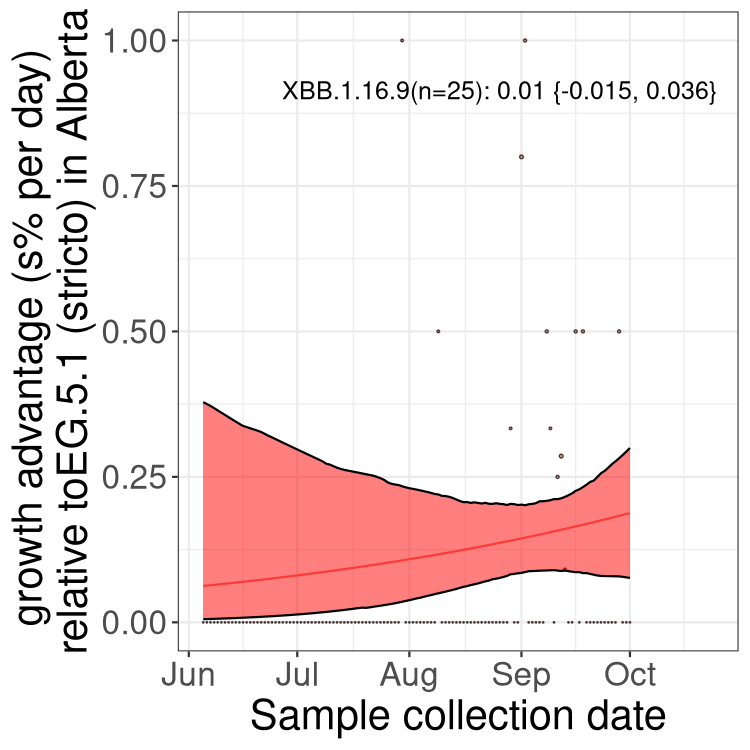 growth advantage (s% per day)
relative toEG.5.1 (stricto) in Alberta
1.00
0.75
0.50
0.25
0.00
XBB.1.16.9(n=25): 0.01 {-0.015, 0.036}
Jun Jul Aug Sep Oct
Sample collection date